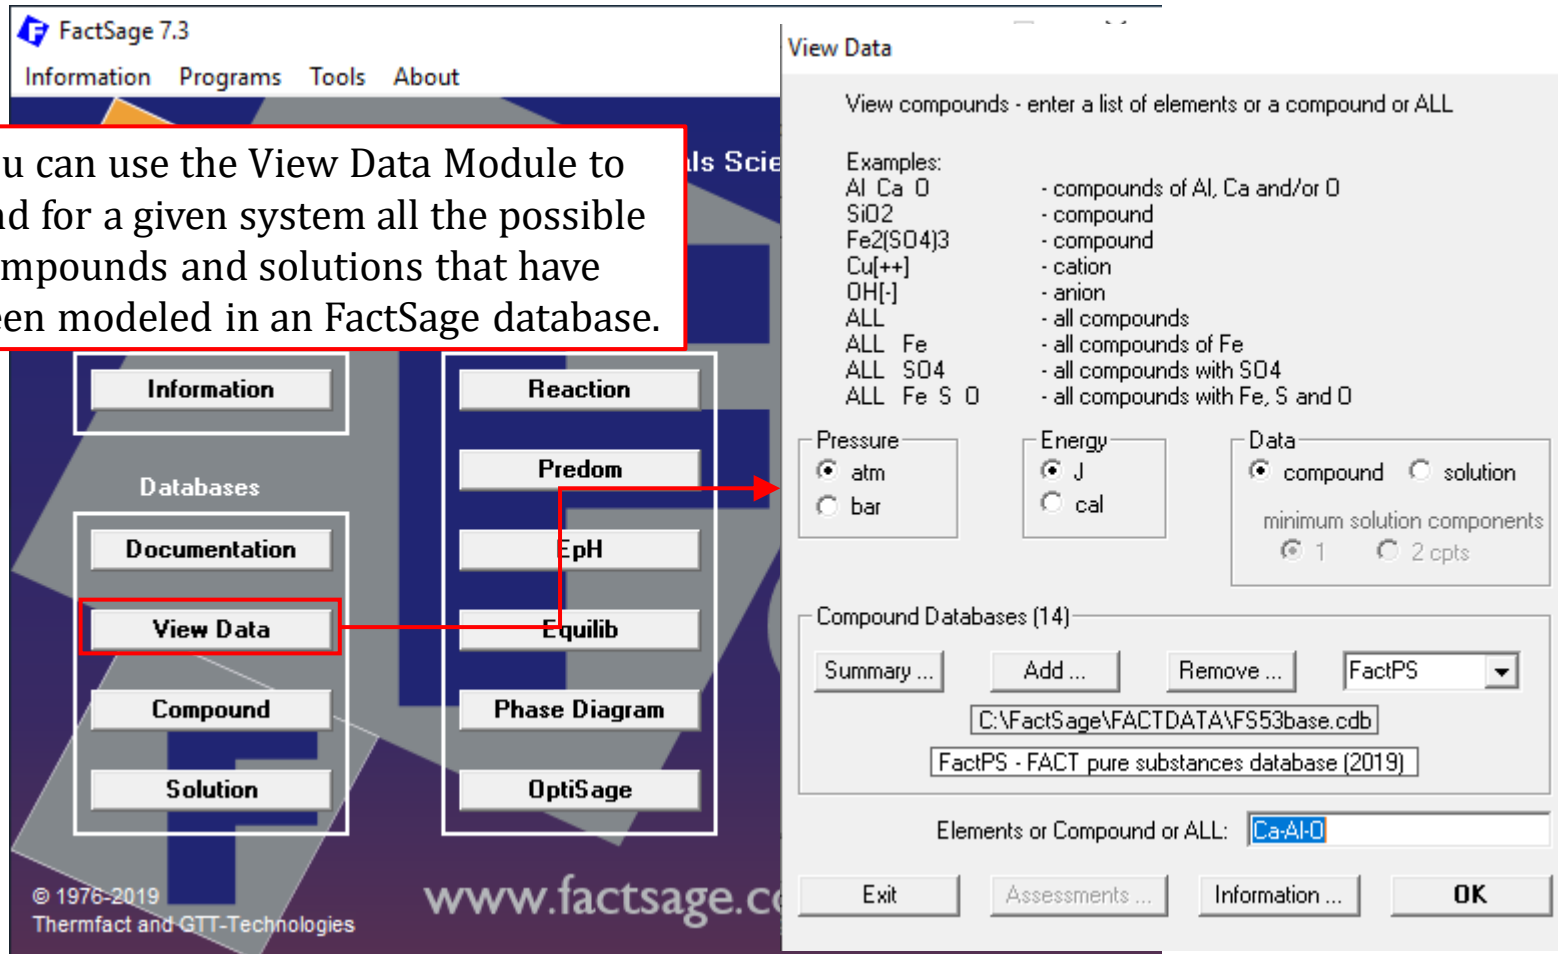 FactSage 7.3
Information Programs Tools About
u can use the View Data Module to
nd for a given system all the possible
mpounds and solutions that have
een modeled in an FactSage database.
ls Scie
Information
Databases
Documentation
View Data
Compound
Solution
Reaction
Predom
EpH
Equilib
Phase Diagram
OptiSage
© 1976-2019
Thermfact and GTT-Technologies
www.factsage.c
View Data
View compounds - enter a list of elements or a compound or ALL
Examples:
Al Ca O - compounds of Al, Ca and/or O
SiO2 - compound
Fe2(SO4)3 - compound
Cu[++] - cation
OH[-] - anion
ALL - all compounds
ALL Fe - all compounds of Fe
ALL SO4 - all compounds with SO4
ALL Fe S O - all compounds with Fe, S and O
Pressure
atm
bar
Energy
J
cal
Data
compound solution
minimum solution components
1 2 cpts
Compound Databases (14)
Summary ... Add ... Remove ... FactPS
C:\FactSage\FACTDATA\FS53base.cdb
FactPS - FACT pure substances database (2019)
Elements or Compound or ALL: Ca-Al-O
Exit Assessments ... Information ... OK